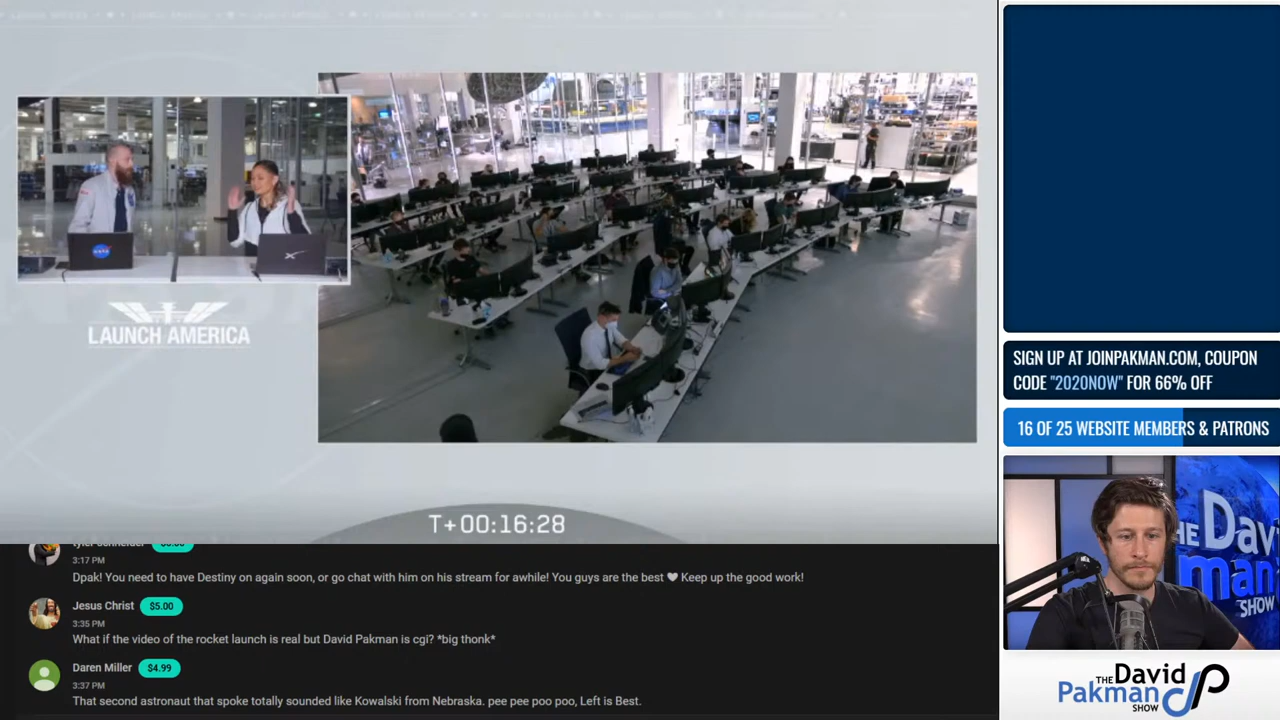 NASA
LAUNCH AMERICA
T+00:16:28
3:17 PM
Dpak! You need to have Destiny on again soon, or go chat with him on his stream for awhile! You guys are the best ♥ Keep up the good work!
Jesus Christ $5.00
3:35 PM
What if the video of the rocket launch is real but David Pakman is cgi? *big thonk*
Daren Miller $4.99
3:37 PM
That second astronaut that spoke totally sounded like Kowalski from Nebraska. pee pee poo poo, Left is Best.
SIGN UP AT JOINPAKMAN.COM, COUPON
CODE "2020NOW" FOR 66% OFF
16 OF 25 WEBSITE MEMBERS & PATRONS
THE David
Pakman
SHOW
THE David
Pakman
SHOW